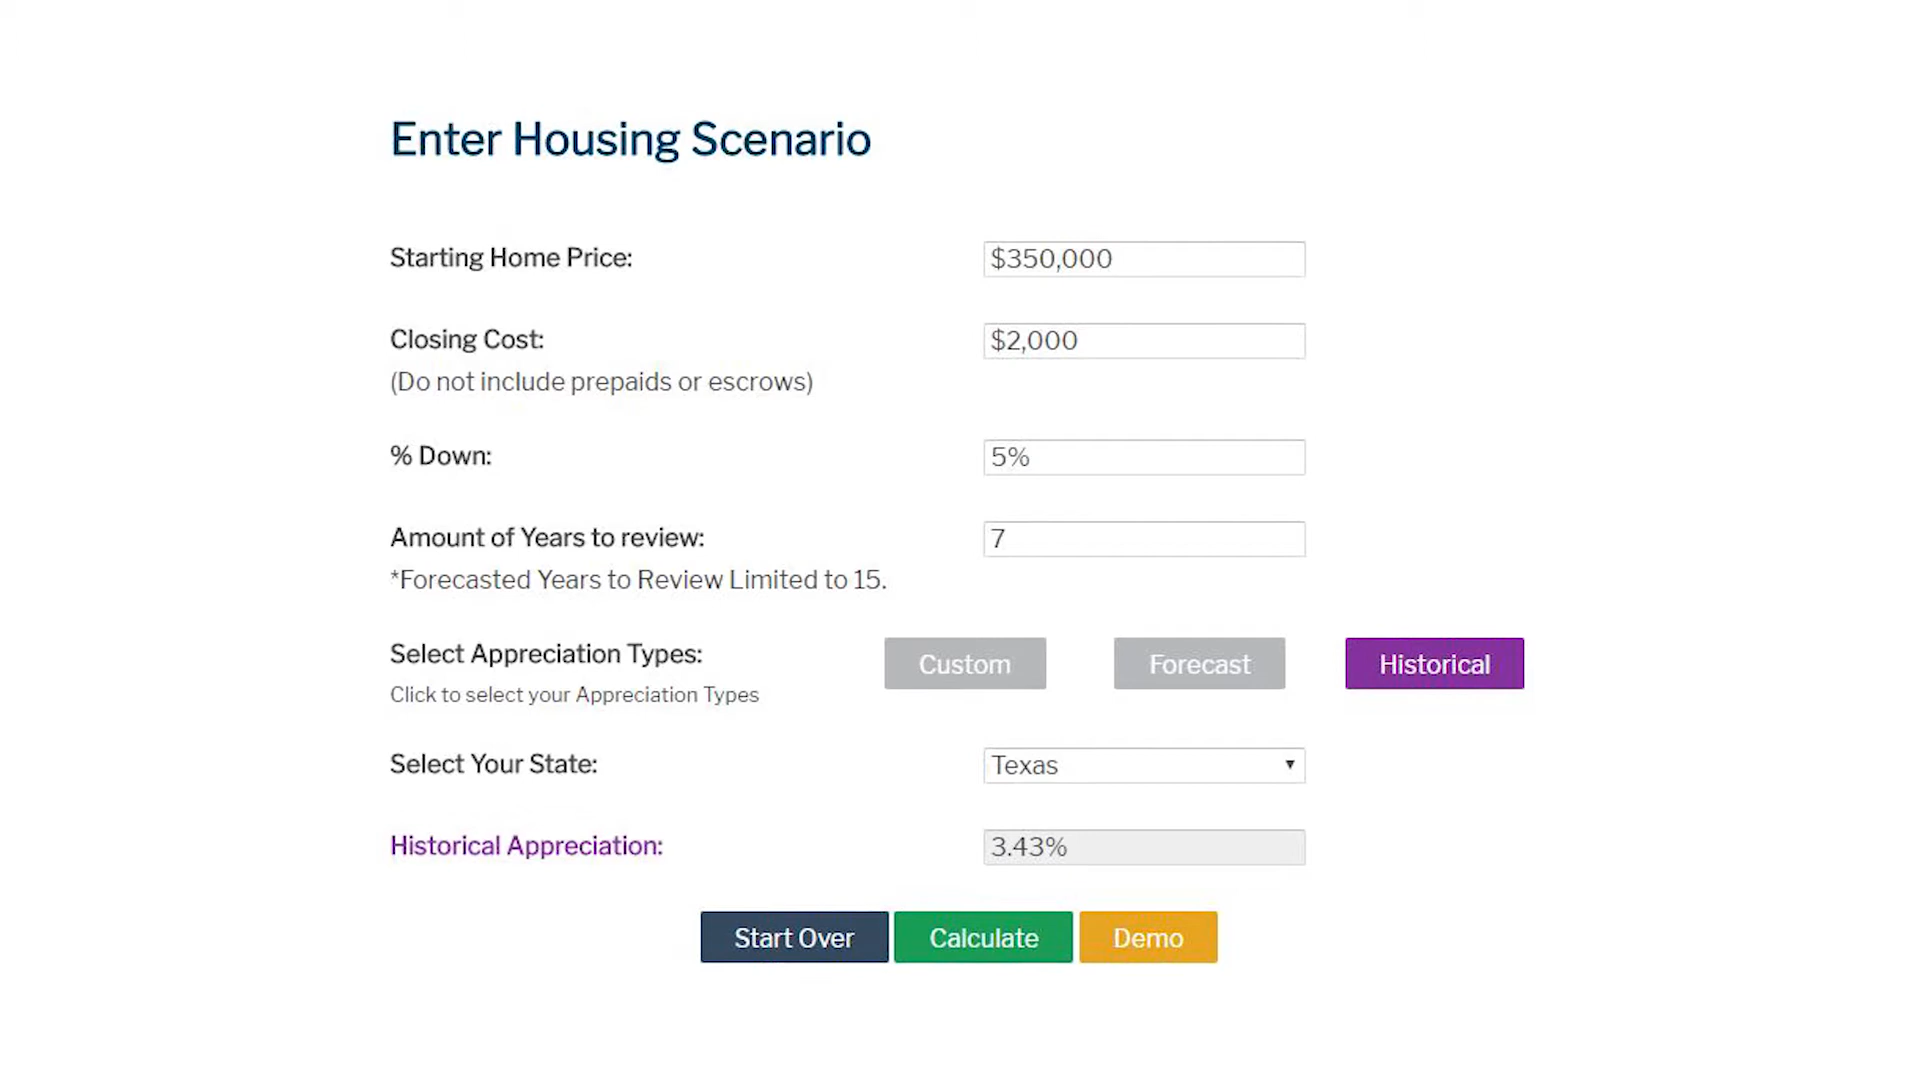 Enter Housing Scenario
Starting Home Price: $350,000
Closing Cost: $2,000
(Do not include prepaids or escrows)
% Down: 5%
Amount of Years to review: 7
*Forecasted Years to Review Limited to 15.
Select Appreciation Types: Custom Forecast Historical
Click to select your Appreciation Types
Select Your State: Texas
Historical Appreciation: 3.43%
Start Over Calculate Demo